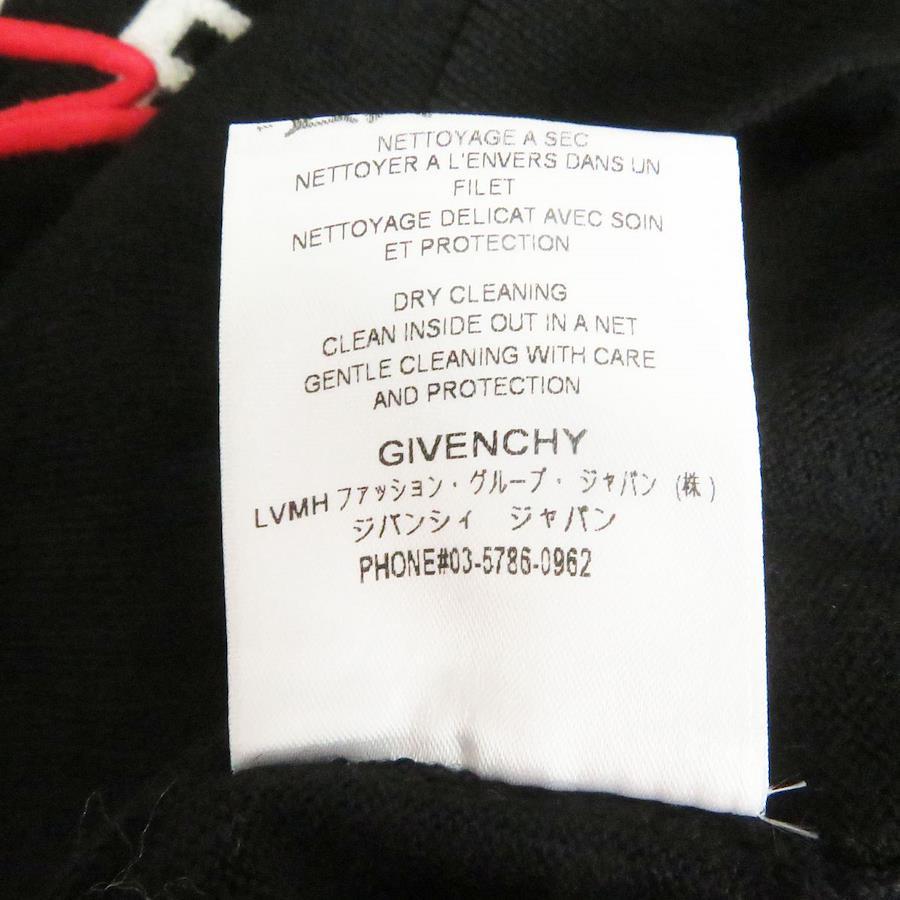 NETTOYAGE A SEC
NETTOYER A L'ENVERS DANS UN
FILET
NETTOYAGE DELICAT AVEC SOIN
ET PROTECTION
DRY CLEANING
CLEAN INSIDE OUT IN A NET
GENTLE CLEANING WITH CARE
AND PROTECTION
GIVENCHY
LVMH ファッション・グループ・ ジャパン (株)
ジバンシィ ジャパン
PHONE#03-5786-0962